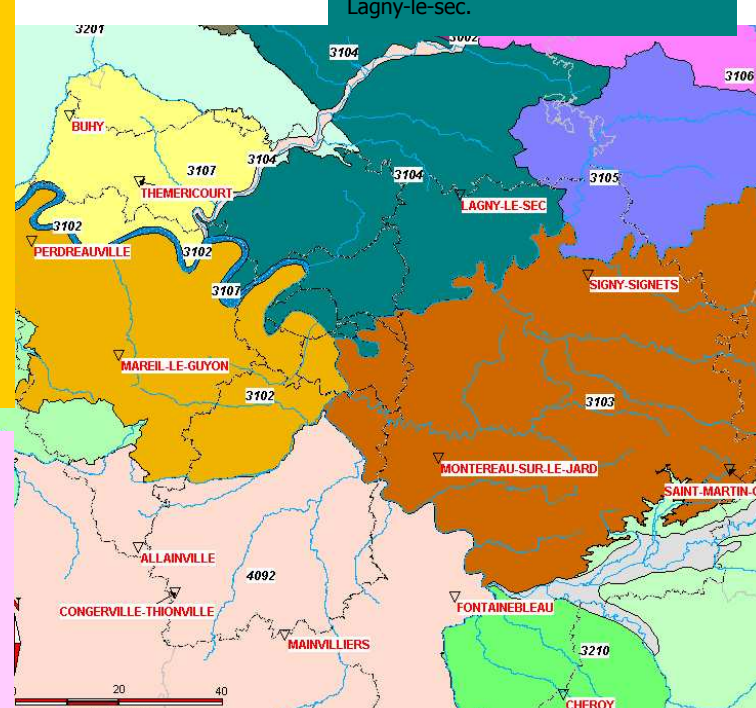 Lagny-le-sec.
3201
3002
3104
3106
BUHY
3107
3104
3104
3105
THEMERICOURT
LAGNY-LE-SEC
3102
3102
PERDREAUVILLE
3107
SIGNY-SIGNETS
MAREIL-LE-GUYON
3102
3103
MONTEREAU-SUR-LE-JARD
SAINT-MARTIN-
ALLAINVILLE
4092
CONGERVILLE-THIONVILLE
FONTAINEBLEAU
N
MAINVILLIERS
3210
20
40
CHEROY